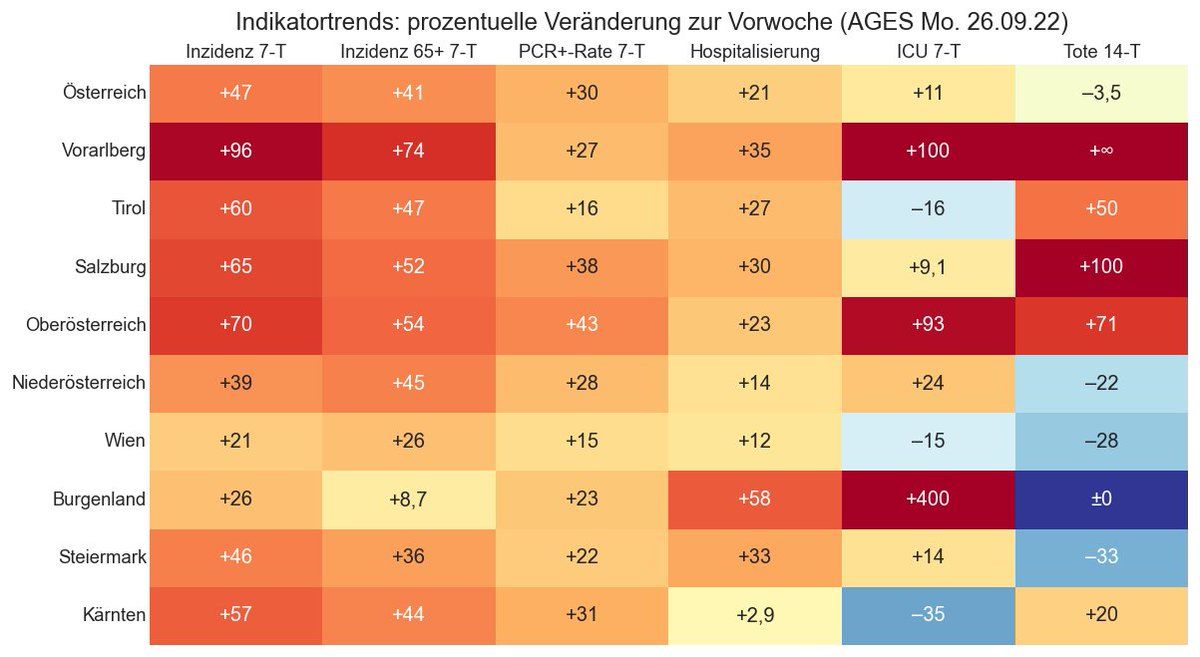 Indikatortrends: prozentuelle Veränderung zur Vorwoche (AGES Mo. 26.09.22)
Inzidenz 7-T Inzidenz 65+ 7-T PCR+-Rate 7-T Hospitalisierung ICU 7-T Tote 14-T
Österreich +47 +41 +30 +21 +11 –3,5
Vorarlberg +96 +74 +27 +35 +100 +∞
Tirol +60 +47 +16 +27 –16 +50
Salzburg +65 +52 +38 +30 +9,1 +100
Oberösterreich +70 +54 +43 +23 +93 +71
Niederösterreich +39 +45 +28 +14 +24 –22
Wien +21 +26 +15 +12 –15 –28
Burgenland +26 +8,7 +23 +58 +400 ±0
Steiermark +46 +36 +22 +33 +14 –33
Kärnten +57 +44 +31 +2,9 –35 +20